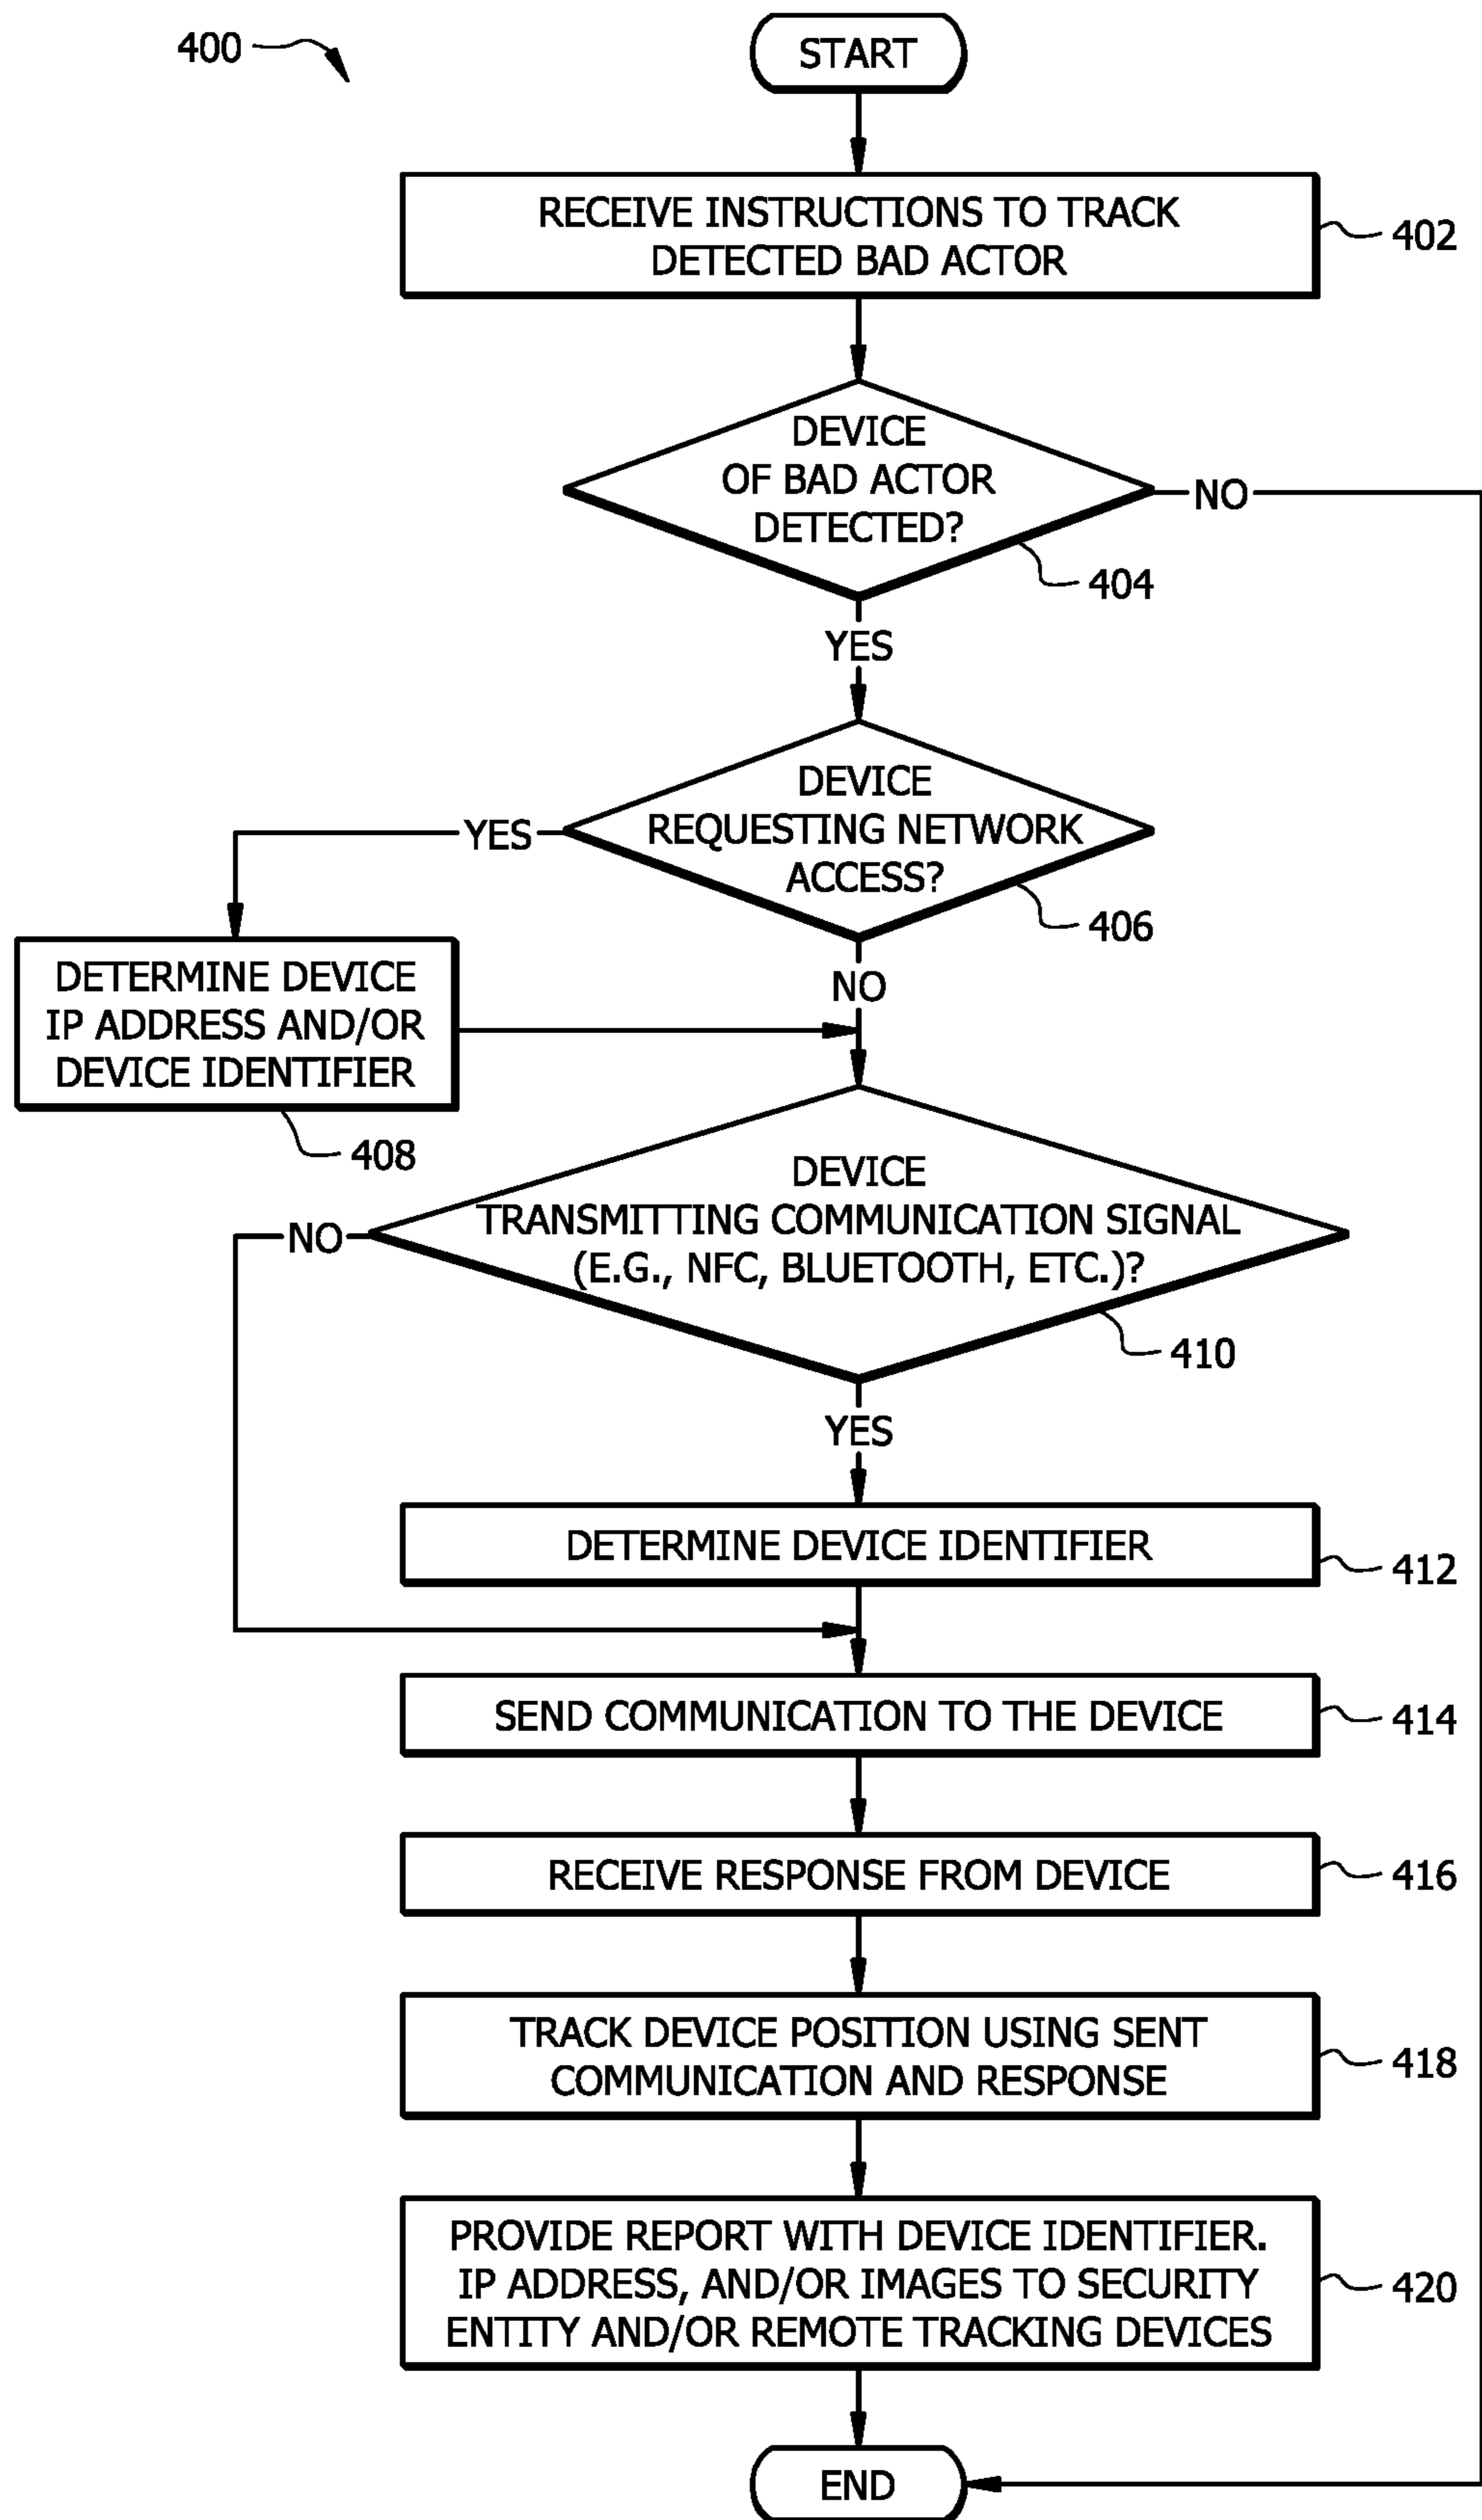 400
START
RECEIVE INSTRUCTIONS TO TRACK
DETECTED BAD ACTOR
402
DEVICE
OF BAD ACTOR
DETECTED?
NO
404
YES
DEVICE
REQUESTING NETWORK
ACCESS?
YES
406
NO
DETERMINE DEVICE
IP ADDRESS AND/OR
DEVICE IDENTIFIER
408
DEVICE
TRANSMITTING COMMUNICATION SIGNAL
(E.G., NFC, BLUETOOTH, ETC.)?
NO
410
YES
DETERMINE DEVICE IDENTIFIER
412
SEND COMMUNICATION TO THE DEVICE
414
RECEIVE RESPONSE FROM DEVICE
416
TRACK DEVICE POSITION USING SENT
COMMUNICATION AND RESPONSE
418
PROVIDE REPORT WITH DEVICE IDENTIFIER.
IP ADDRESS, AND/OR IMAGES TO SECURITY
ENTITY AND/OR REMOTE TRACKING DEVICES
420
END